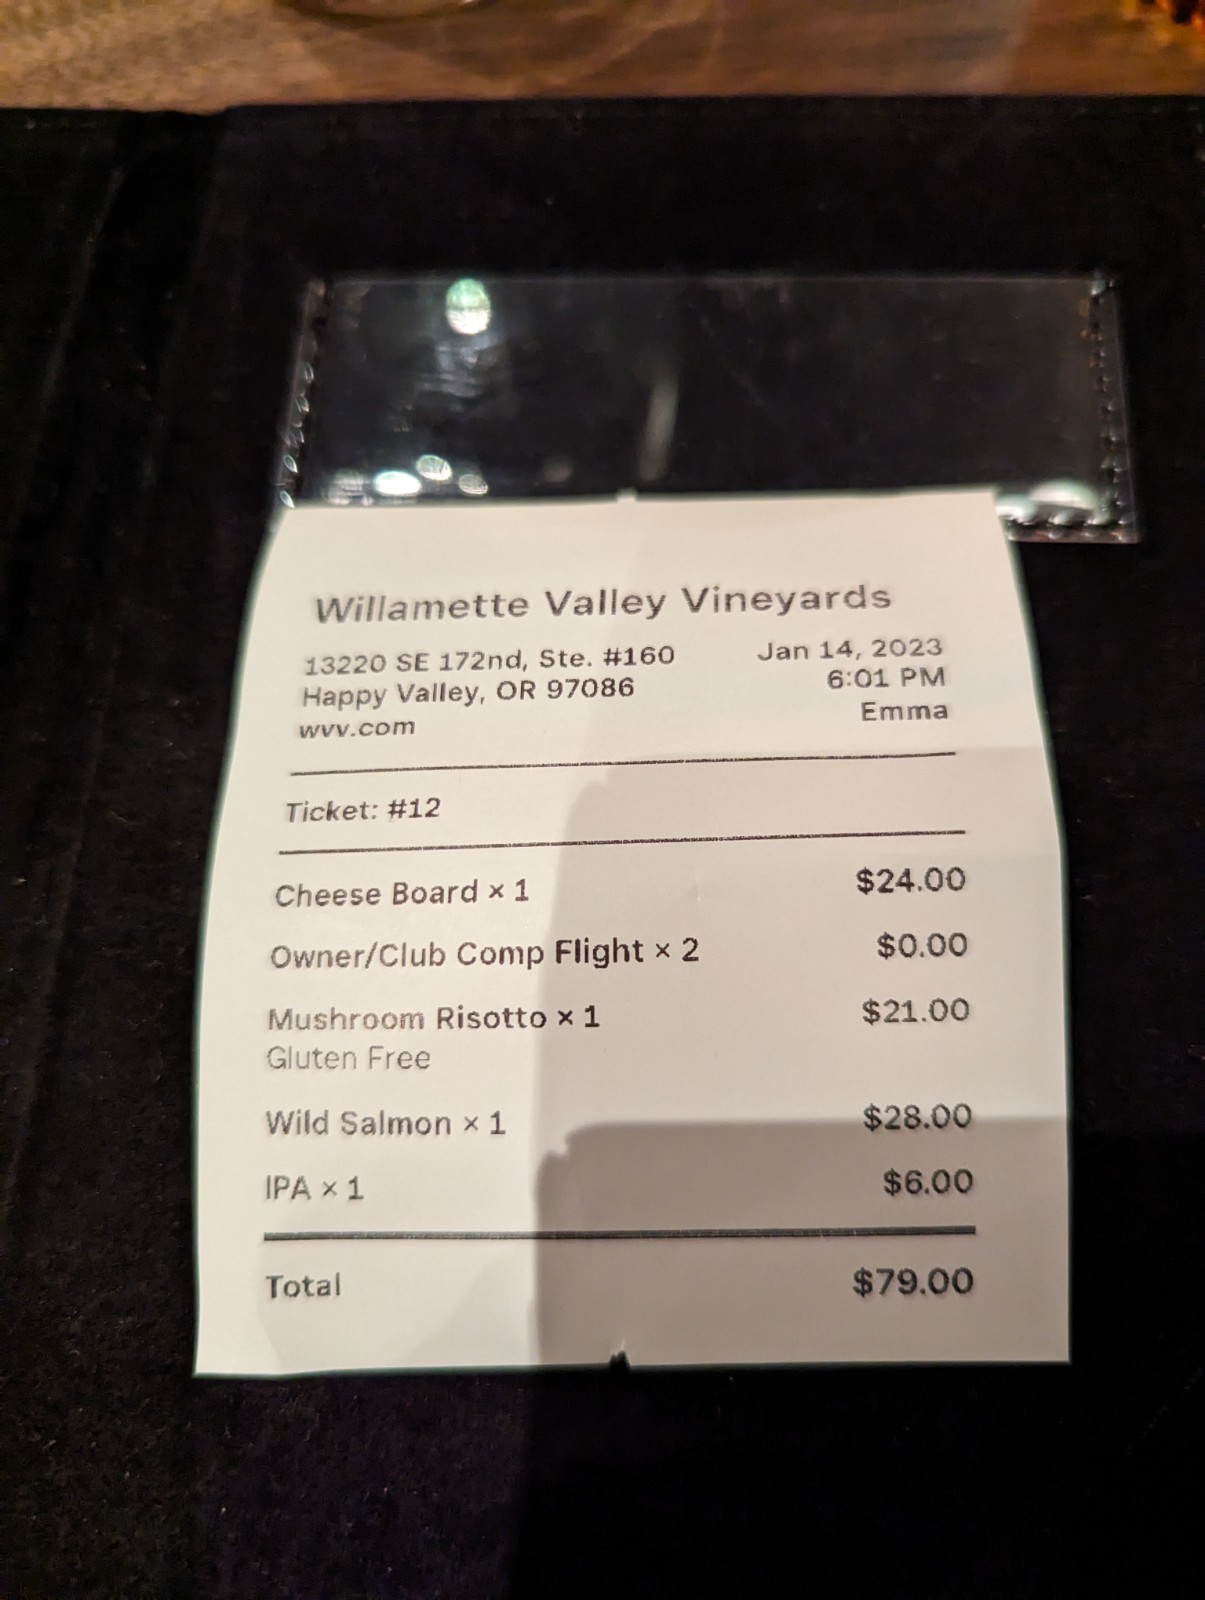 Willamette Valley Vineyards
13220 SE 172nd, Ste. #160
Happy Valley, OR 97086
wvv.com
Jan 14, 2023
6:01 PM
Emma
Ticket: #12
Cheese Board × 1 $24.00
Owner/Club Comp Flight × 2 $0.00
Mushroom Risotto × 1 $21.00
Gluten Free
Wild Salmon × 1 $28.00
IPA × 1 $6.00
Total $79.00